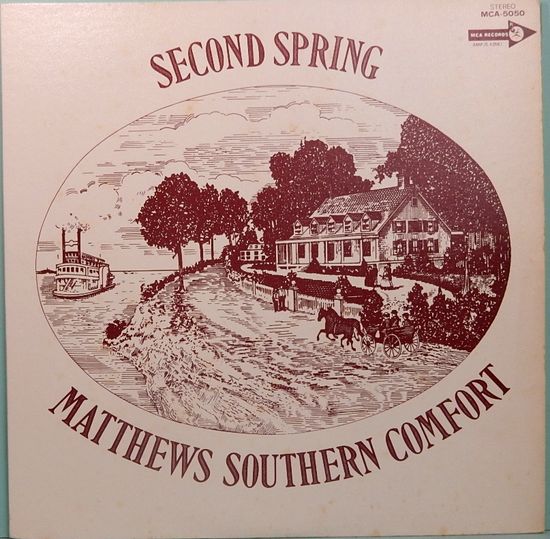 STEREO
MCA-5050
MCA RECORDS
SECOND SPRING
MATTHEWS SOUTHERN COMFORT